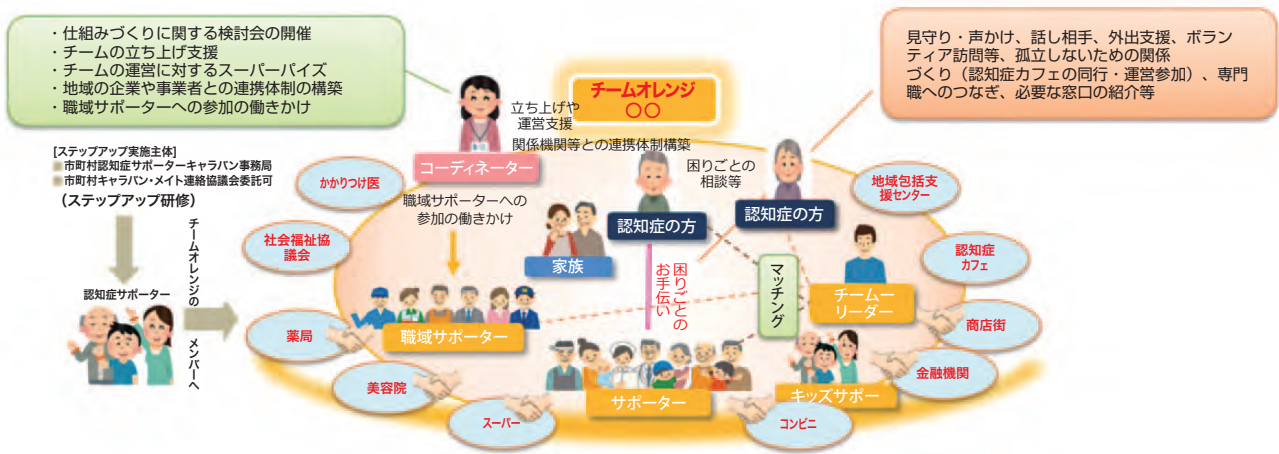 ・仕組みづくりに関する検討会の開催
・チームの立ち上げ支援
・チームの運営に対するスーパーバイズ
・地域の企業や事業者との連携体制の構築
・職域サポーターへの参加の働きかけ
見守り・声かけ、話し相手、外出支援、ボラン
ティア訪問等、孤立しないための関係
づくり（認知症カフェの同行・運営参加）、専門
職へのつなぎ、必要な窓口の紹介等
チームオレンジ
〇〇
立ち上げや
運営支援
関係機関等との連携体制構築
コーディネーター
職域サポーターへの
参加の働きかけ
困りごとの
相談等
[ステップアップ実施主体]
市町村認知症サポーターキャラバン事務局
市町村キャラバン・メイト連絡協議会委託可
（ステップアップ研修）
認知症サポーター
チームオレンジの
メンバーへ
かかりつけ医
社会福祉協
議会
薬局
美容院
スーパー
コンビニ
金融機関
商店街
認知症
カフェ
地域包括支
援センター
家族
認知症の方
認知症の方
困りごとの
お手伝い
マッチング
チームー
リーダー
職域サポーター
サポーター
キッズサポー